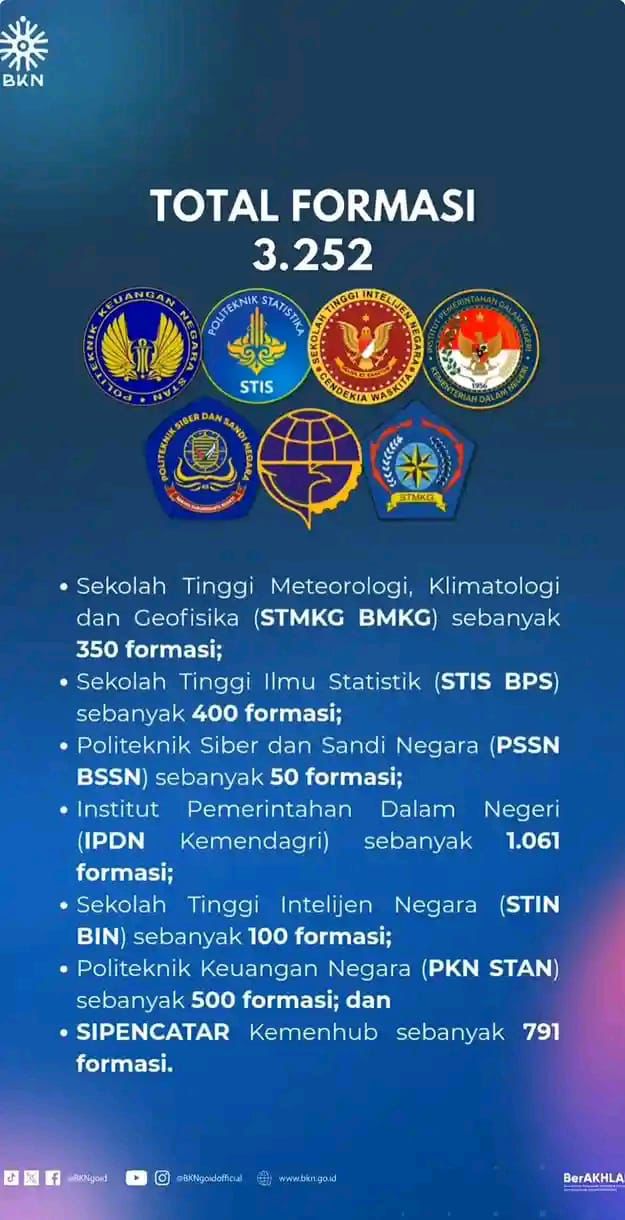 BKN
TOTAL FORMASI
3.252
POLITEKNIK KEUANGAN NEGARA STAN
POLITEKNIK STATISTIKA
STIS
SEKOLAH TINGGI INTELIJEN NEGARA
CENDEKIA WASKITA
INSTITUT PEMERINTAHAN DALAM NEGERI
1956
KEMENTERIAN DALAM NEGERI
POLITEKNIK SIBER DAN SANDI NEGARA
STMKG
• Sekolah Tinggi Meteorologi, Klimatologi
dan Geofisika (STMKG BMKG) sebanyak
350 formasi;
• Sekolah Tinggi Ilmu Statistik (STIS BPS)
sebanyak 400 formasi;
• Politeknik Siber dan Sandi Negara (PSSN
BSSN) sebanyak 50 formasi;
• Institut Pemerintahan Dalam Negeri
(IPDN Kemendagri) sebanyak 1.061
formasi;
• Sekolah Tinggi Intelijen Negara (STIN
BIN) sebanyak 100 formasi;
• Politeknik Keuangan Negara (PKN STAN)
sebanyak 500 formasi; dan
• SIPENCATAR Kemenhub sebanyak 791
formasi.
@BKNgoid @BKNgoidofficial www.bkn.go.id
BerAKHLA